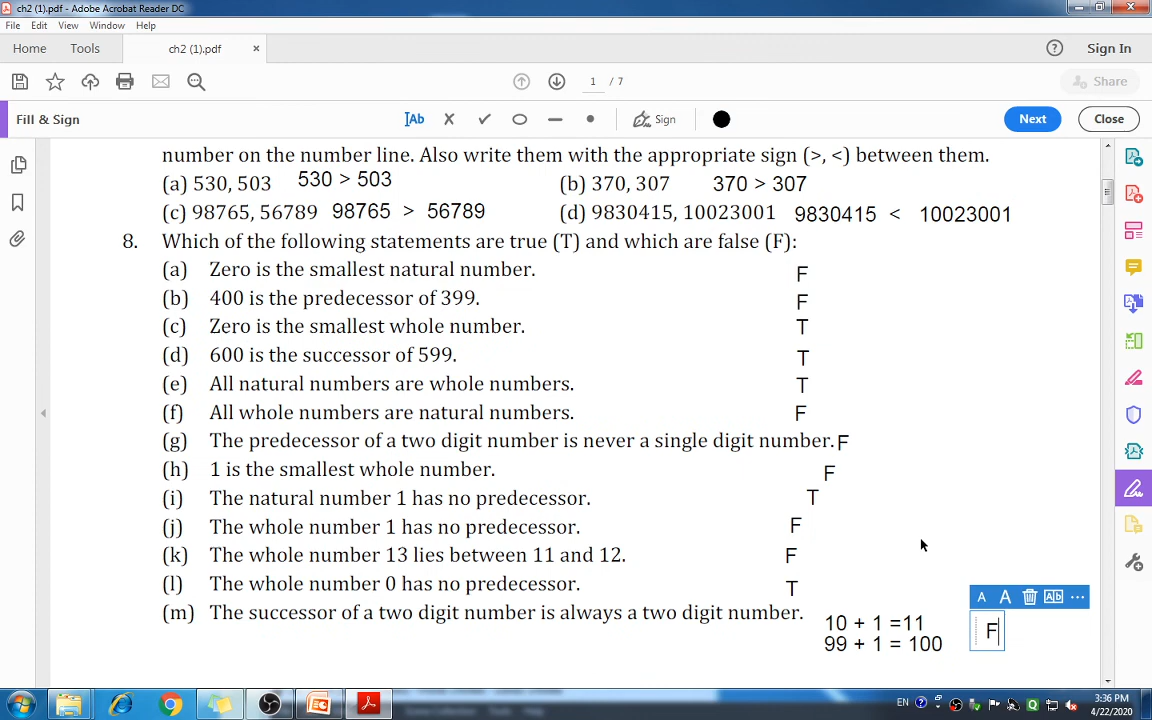 ch2 (1).pdf - Adobe Acrobat Reader DC
File Edit View Window Help
Home Tools ch2 (1).pdf × Sign In
1 / 7 Share
Fill & Sign Ab Sign Next Close
number on the number line. Also write them with the appropriate sign (>, <) between them.
(a) 530, 503 530 > 503 (b) 370, 307 370 > 307
(c) 98765, 56789 98765 > 56789 (d) 9830415, 10023001 9830415 < 10023001
8. Which of the following statements are true (T) and which are false (F):
(a) Zero is the smallest natural number. F
(b) 400 is the predecessor of 399. F
(c) Zero is the smallest whole number. T
(d) 600 is the successor of 599. T
(e) All natural numbers are whole numbers. T
(f) All whole numbers are natural numbers. F
(g) The predecessor of a two digit number is never a single digit number. F
(h) 1 is the smallest whole number. F
(i) The natural number 1 has no predecessor. T
(j) The whole number 1 has no predecessor. F
(k) The whole number 13 lies between 11 and 12. F
(l) The whole number 0 has no predecessor. T
A A Ab ...
(m) The successor of a two digit number is always a two digit number. 10 + 1 =11 F
99 + 1 = 100
EN 3:36 PM
4/22/2020